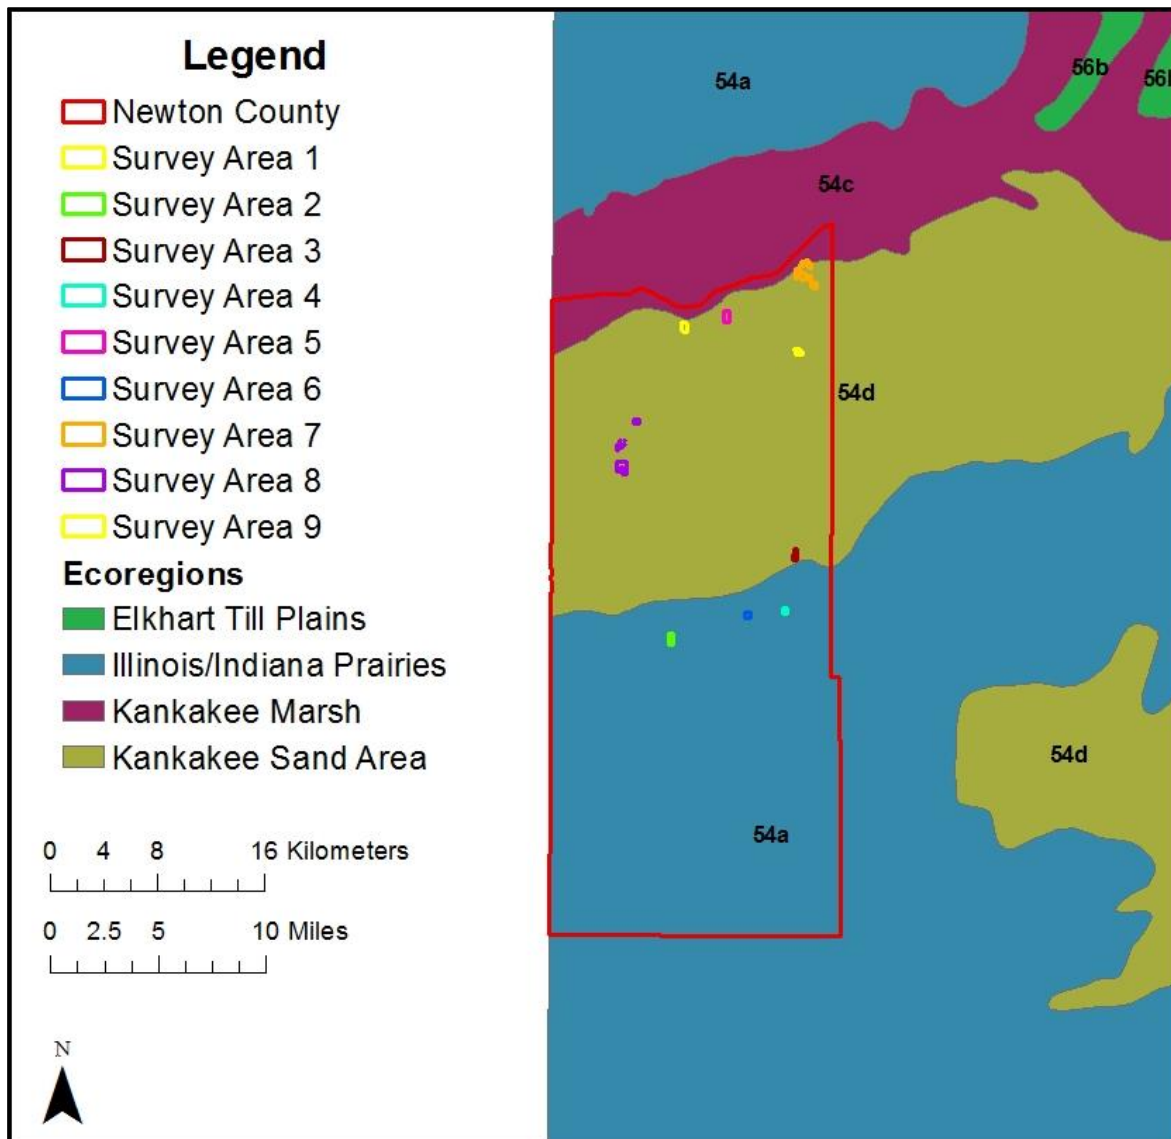 Legend
Newton County
Survey Area 1
Survey Area 2
Survey Area 3
Survey Area 4
Survey Area 5
Survey Area 6
Survey Area 7
Survey Area 8
Survey Area 9
Ecoregions
Elkhart Till Plains
Illinois/Indiana Prairies
Kankakee Marsh
Kankakee Sand Area
0 4 8 16 Kilometers
0 2.5 5 10 Miles
N
54a
56b
54c
54d
54d
54a